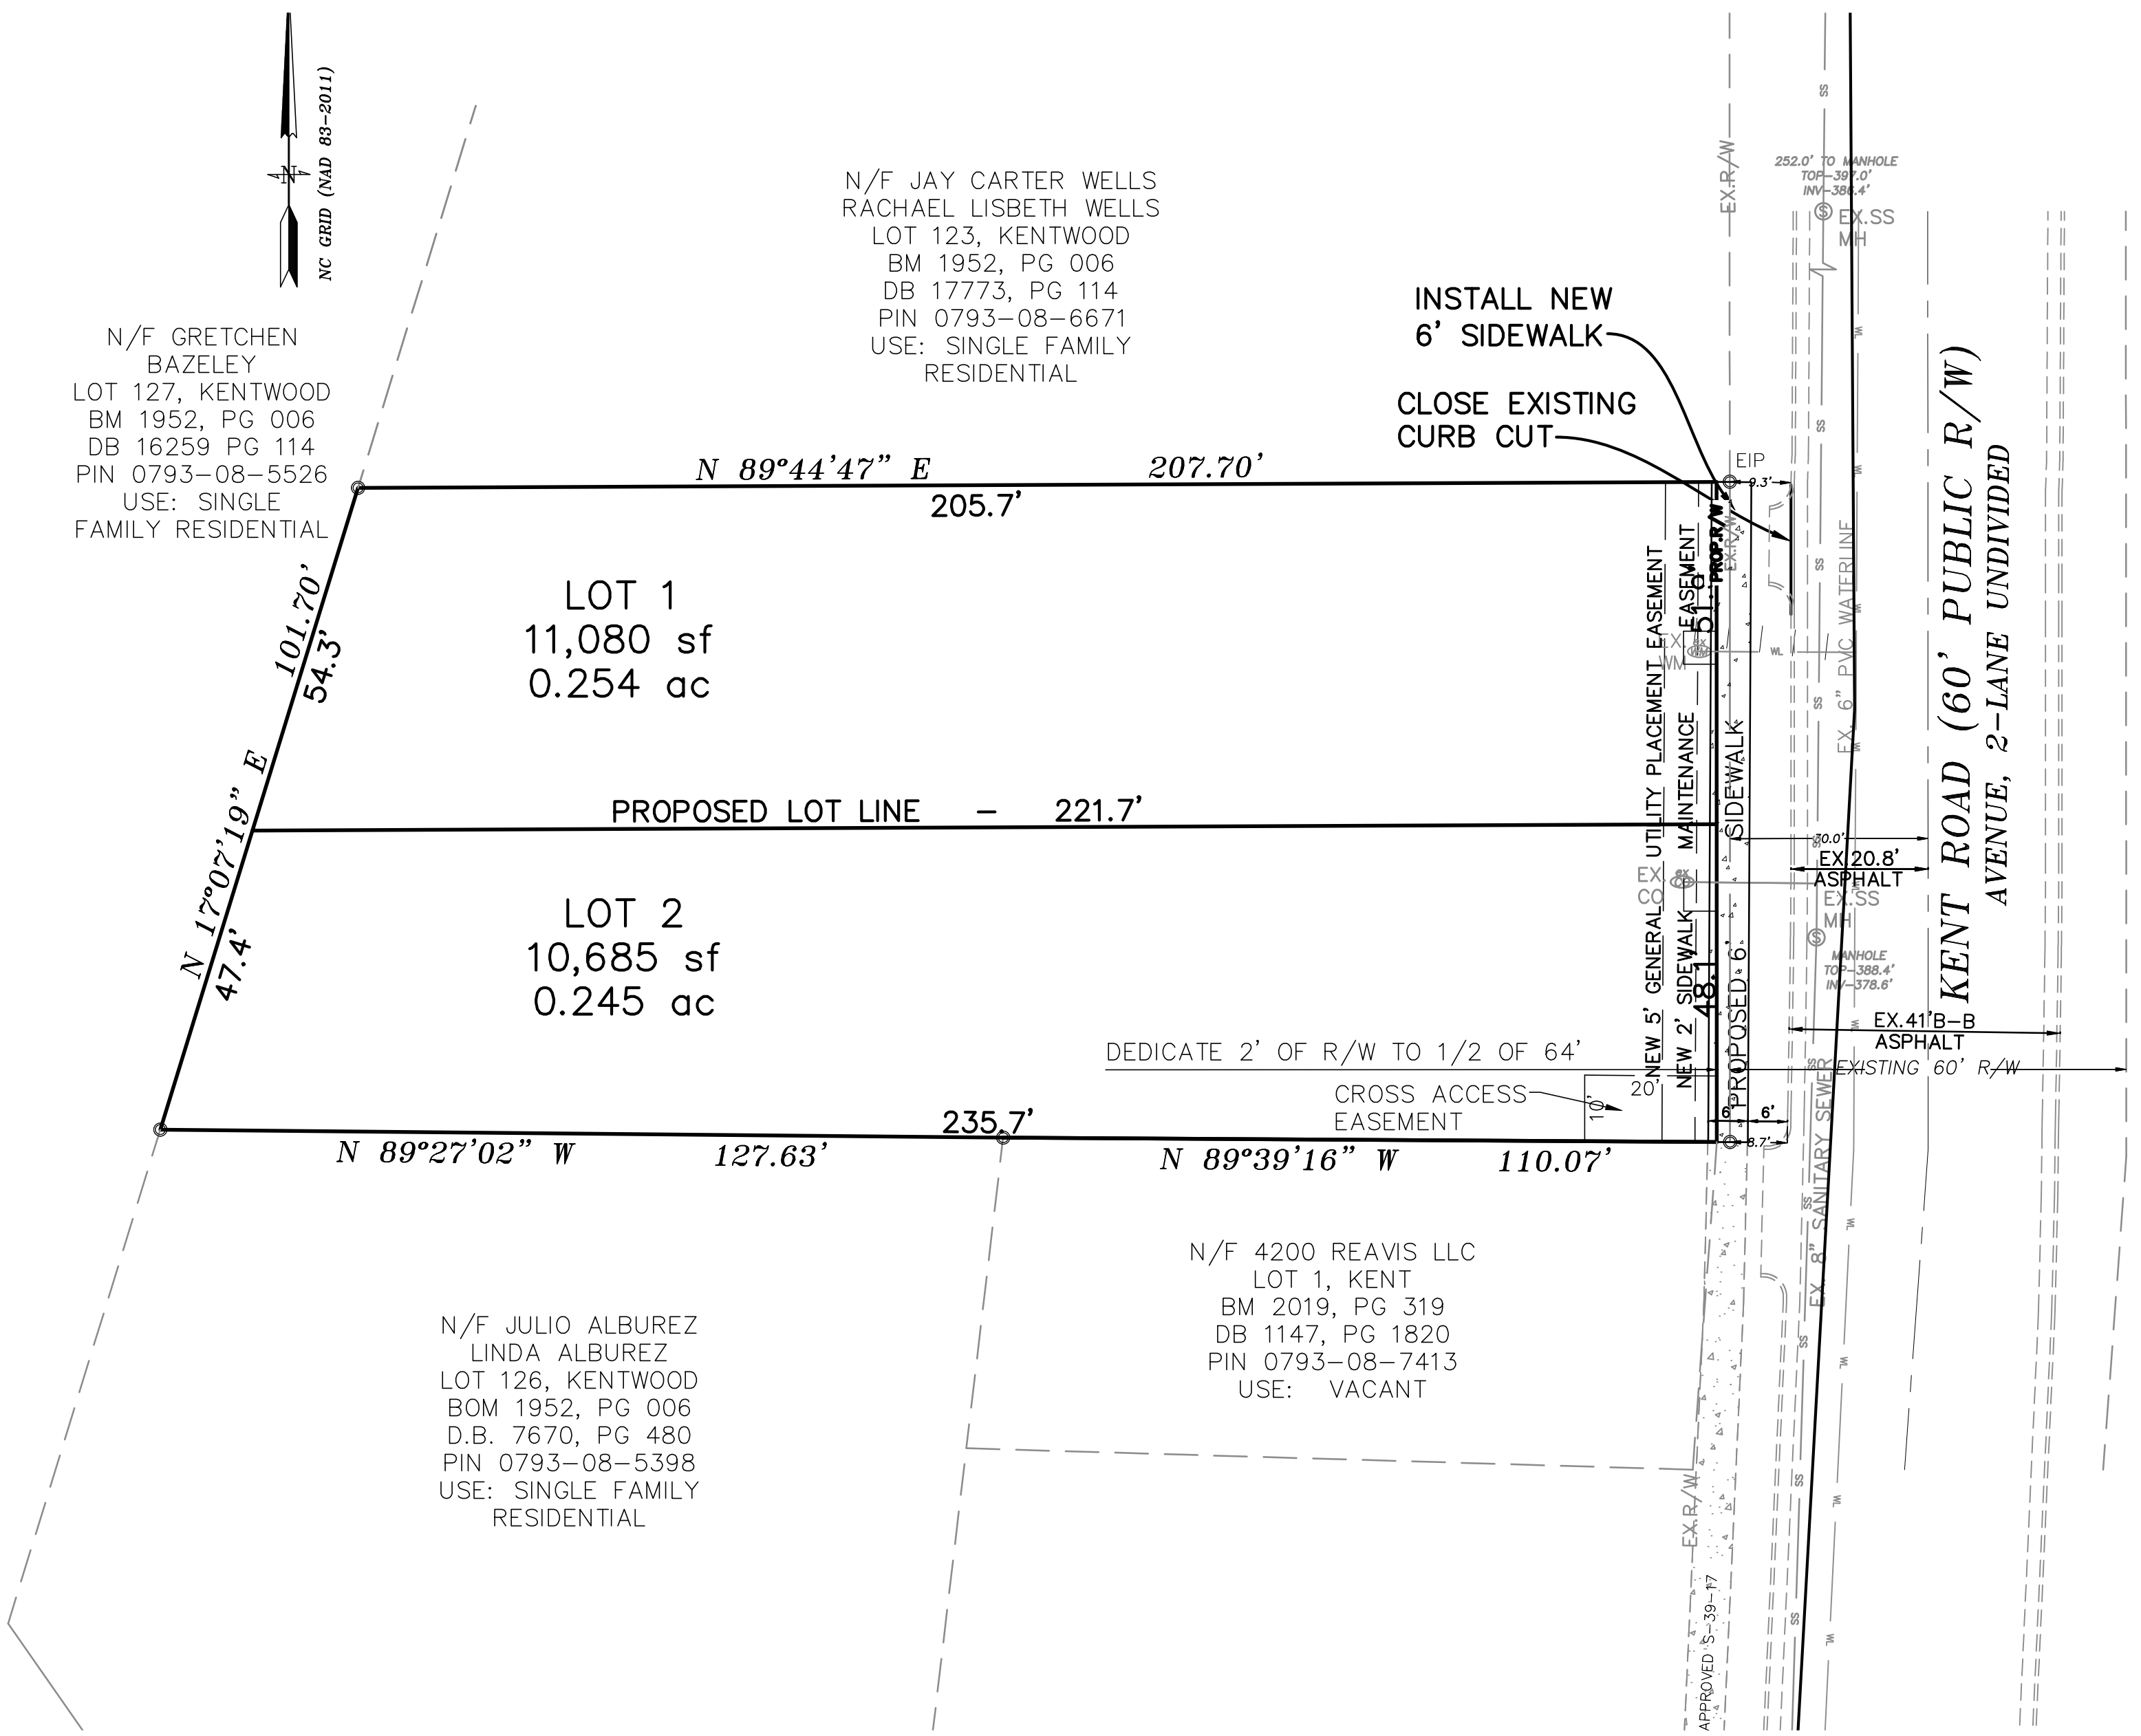 NC GRID (NAD 83-2011)
N
N/F GRETCHEN
BAZELEY
LOT 127, KENTWOOD
BM 1952, PG 006
DB 16259 PG 114
PIN 0793-08-5526
USE: SINGLE
FAMILY RESIDENTIAL
N/F JAY CARTER WELLS
RACHAEL LISBETH WELLS
LOT 123, KENTWOOD
BM 1952, PG 006
DB 17773, PG 114
PIN 0793-08-6671
USE: SINGLE FAMILY
RESIDENTIAL
INSTALL NEW
6' SIDEWALK
CLOSE EXISTING
CURB CUT
EX.R/W
252.0' TO MANHOLE
TOP-397.0'
INV-386.4'
S
EX.SS
MH
EIP
9.3'
N 89°44'47" E 207.70'
205.7'
101.70'
54.3'
N 17°07'19" E
47.4'
LOT 1
11,080 sf
0.254 ac
PROPOSED LOT LINE - 221.7'
LOT 2
10,685 sf
0.245 ac
NEW 5' GENERAL UTILITY PLACEMENT EASEMENT
NEW 2' SIDEWALK MAINTENANCE EASEMENT
PROP.R/W
EX.R/W
EX.
WM
WL
48.1'
PROPOSED 6' SIDEWALK
EX. 6" PVC WATERLINE
KENT ROAD (60' PUBLIC R/W)
AVENUE, 2-LANE UNDIVIDED
30.0'
EX.20.8'
ASPHALT
EX.
CO
EX.SS
MH
S
MANHOLE
TOP-388.4'
INV-378.6'
EX.41'B-B
ASPHALT
EXISTING 60' R/W
DEDICATE 2' OF R/W TO 1/2 OF 64'
CROSS ACCESS
EASEMENT
10'
20'
6'
6'
8.7'
235.7'
N 89°27'02" W 127.63'
N 89°39'16" W 110.07'
EX. 8" SANITARY SEWER
N/F 4200 REAVIS LLC
LOT 1, KENT
BM 2019, PG 319
DB 1147, PG 1820
PIN 0793-08-7413
USE: VACANT
N/F JULIO ALBUREZ
LINDA ALBUREZ
LOT 126, KENTWOOD
BOM 1952, PG 006
D.B. 7670, PG 480
PIN 0793-08-5398
USE: SINGLE FAMILY
RESIDENTIAL
EX.R/W
APPROVED S-39-17
SS
WL